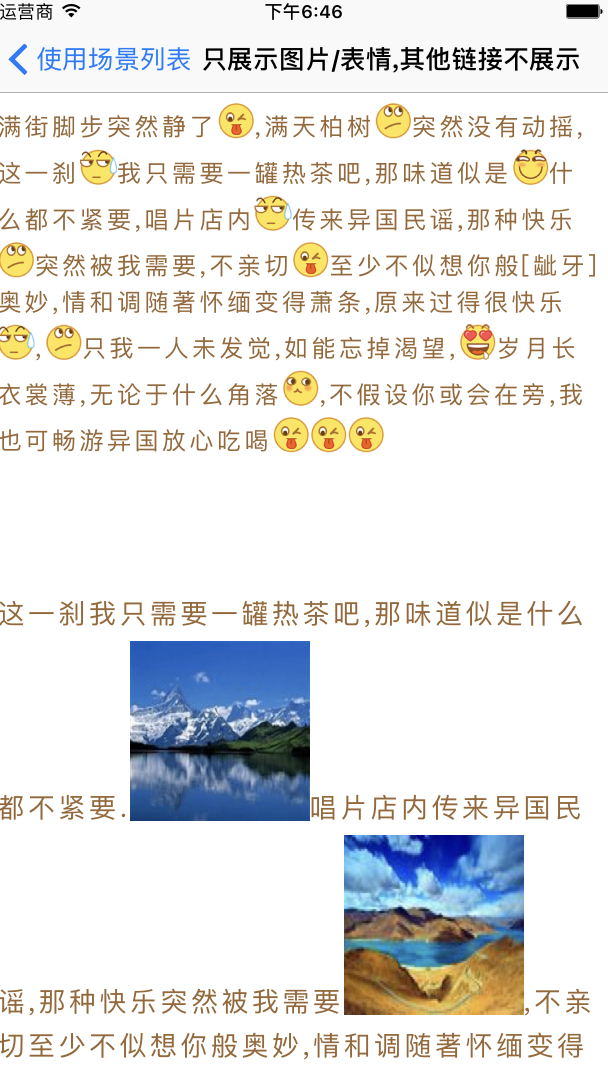 运营商 下午6:46
使用场景列表 只展示图片/表情,其他链接不展示
满街脚步突然静了,满天柏树突然没有动摇,
这一刹我只需要一罐热茶吧,那味道似是什
么都不紧要,唱片店内传来异国民谣,那种快乐
突然被我需要,不亲切至少不似想你般[龇牙]
奥妙,情和调随著怀缅变得萧条,原来过得很快乐
,只我一人未发觉,如能忘掉渴望,岁月长
衣裳薄,无论于什么角落,不假设你或会在旁,我
也可畅游异国放心吃喝
这一刹我只需要一罐热茶吧,那味道似是什么
都不紧要.唱片店内传来异国民
谣,那种快乐突然被我需要,不亲
切至少不似想你般奥妙,情和调随著怀缅变得